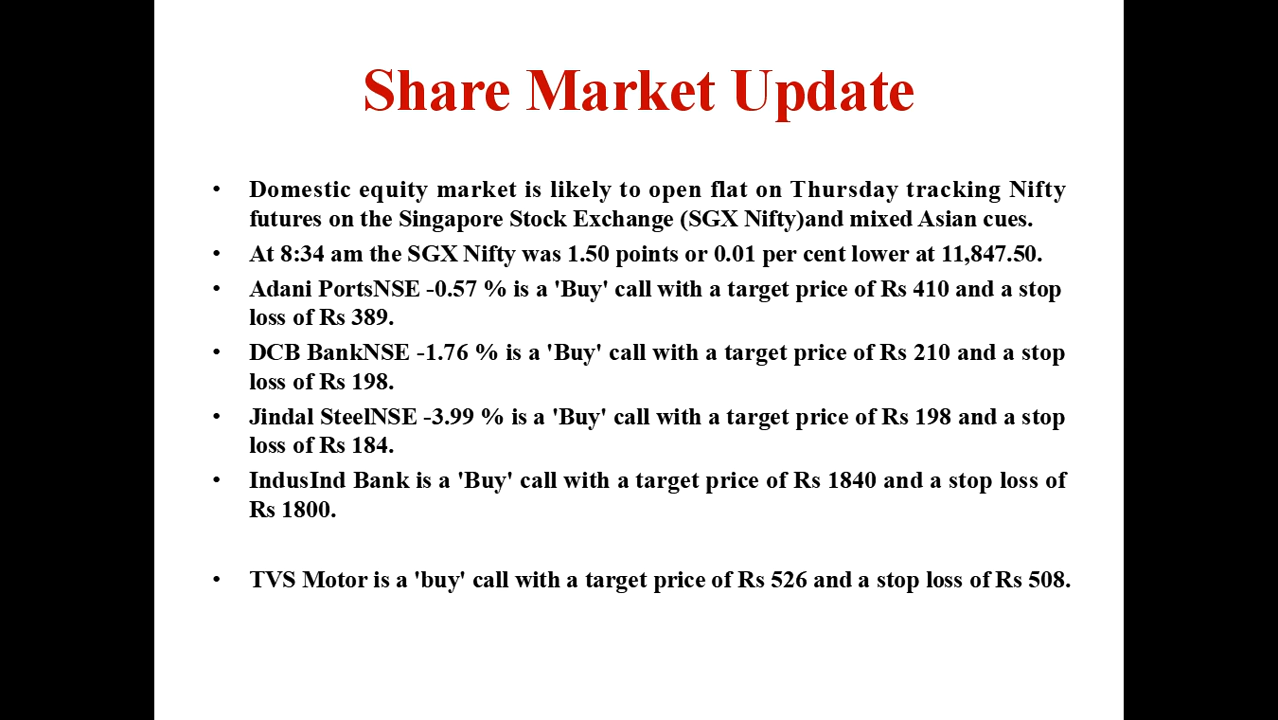 Share Market Update
• Domestic equity market is likely to open flat on Thursday tracking Nifty
futures on the Singapore Stock Exchange (SGX Nifty)and mixed Asian cues.
• At 8:34 am the SGX Nifty was 1.50 points or 0.01 per cent lower at 11,847.50.
• Adani PortsNSE -0.57 % is a 'Buy' call with a target price of Rs 410 and a stop
loss of Rs 389.
• DCB BankNSE -1.76 % is a 'Buy' call with a target price of Rs 210 and a stop
loss of Rs 198.
• Jindal SteelNSE -3.99 % is a 'Buy' call with a target price of Rs 198 and a stop
loss of Rs 184.
• IndusInd Bank is a 'Buy' call with a target price of Rs 1840 and a stop loss of
Rs 1800.
• TVS Motor is a 'buy' call with a target price of Rs 526 and a stop loss of Rs 508.